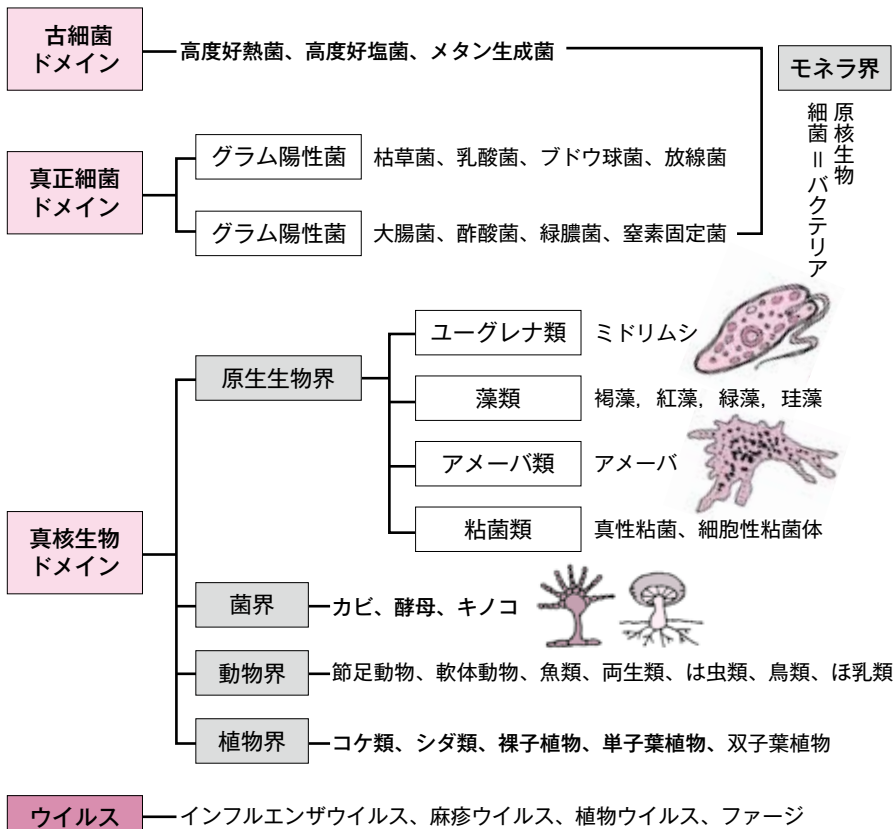 古細菌
ドメイン
高度好熱菌、高度好塩菌、メタン生成菌
モネラ界
原核生物
細菌＝バクテリア
真正細菌
ドメイン
グラム陽性菌
枯草菌、乳酸菌、ブドウ球菌、放線菌
グラム陽性菌
大腸菌、酢酸菌、緑膿菌、窒素固定菌
真核生物
ドメイン
原生生物界
ユーグレナ類
ミドリムシ
藻類
褐藻，紅藻，緑藻，珪藻
アメーバ類
アメーバ
粘菌類
真性粘菌、細胞性粘菌体
菌界
カビ、酵母、キノコ
動物界
節足動物、軟体動物、魚類、両生類、は虫類、鳥類、ほ乳類
植物界
コケ類、シダ類、裸子植物、単子葉植物、双子葉植物
ウイルス
インフルエンザウイルス、麻疹ウイルス、植物ウイルス、ファージ